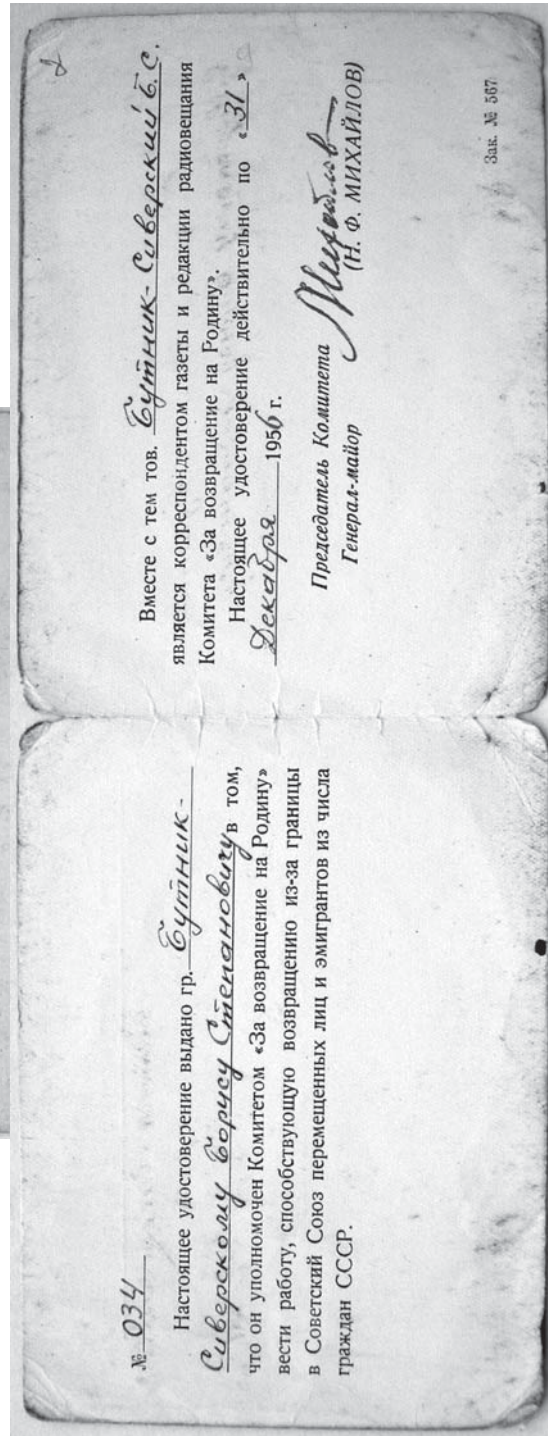 № 034
Настоящее удостоверение выдано гр. Бутник-
Сиверскому Борису Степановичу в том,
что он уполномочен Комитетом «За возвращение на Родину»
вести работу, способствующую возвращению из-за границы
в Советский Союз перемещенных лиц и эмигрантов из числа
граждан СССР.
Вместе с тем тов. Бутник-Сиверский Б.С.
является корреспондентом газеты и редакции радиовещания
Комитета «За возвращение на Родину».
Настоящее удостоверение действительно по «31»
Декабря 1956 г.
Председатель Комитета
Генерал-майор
(Н. Ф. МИХАЙЛОВ)
Зак. № 567